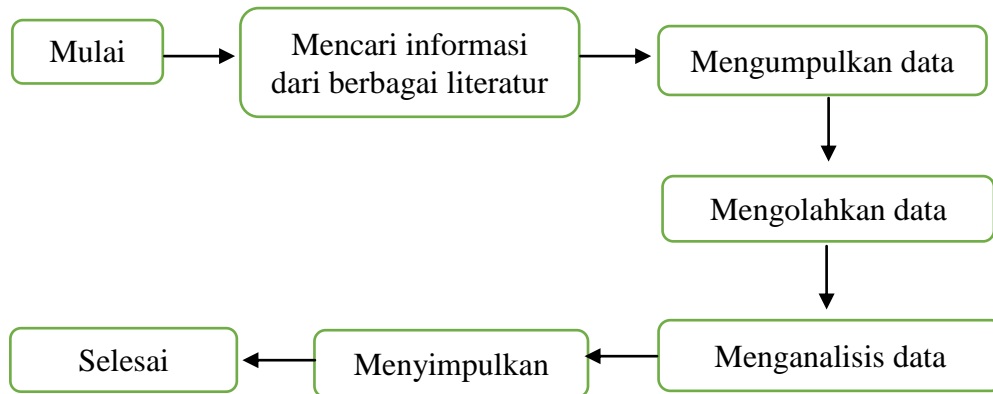 Mulai
Mencari informasi
dari berbagai literatur
Mengumpulkan data
Mengolahkan data
Menganalisis data
Menyimpulkan
Selesai